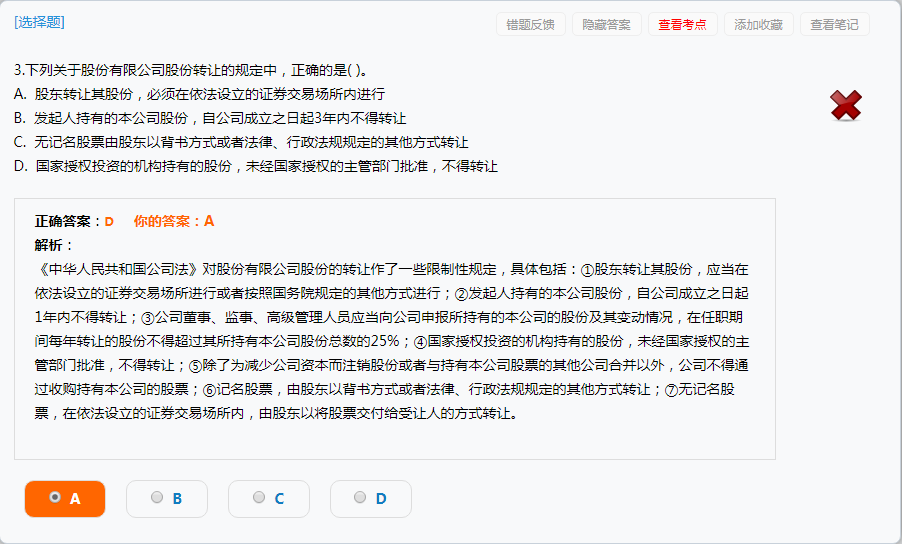 [选择题]
错题反馈 隐藏答案 查看考点 添加收藏 查看笔记
3.下列关于股份有限公司股份转让的规定中，正确的是( )。
A. 股东转让其股份，必须在依法设立的证券交易场所内进行
B. 发起人持有的本公司股份，自公司成立之日起3年内不得转让
C. 无记名股票由股东以背书方式或者法律、行政法规规定的其他方式转让
D. 国家授权投资的机构持有的股份，未经国家授权的主管部门批准，不得转让
正确答案：D 你的答案：A
解析：
《中华人民共和国公司法》对股份有限公司股份的转让作了一些限制性规定，具体包括：①股东转让其股份，应当在
依法设立的证券交易场所进行或者按照国务院规定的其他方式进行；②发起人持有的本公司股份，自公司成立之日起
1年内不得转让；③公司董事、监事、高级管理人员应当向公司申报所持有的本公司的股份及其变动情况，在任职期
间每年转让的股份不得超过其所持有本公司股份总数的25%；④国家授权投资的机构持有的股份，未经国家授权的主
管部门批准，不得转让；⑤除了为减少公司资本而注销股份或者与持有本公司股票的其他公司合并以外，公司不得通
过收购持有本公司的股票；⑥记名股票，由股东以背书方式或者法律、行政法规规定的其他方式转让；⑦无记名股
票，在依法设立的证券交易场所内，由股东以将股票交付给受让人的方式转让。
A B C D